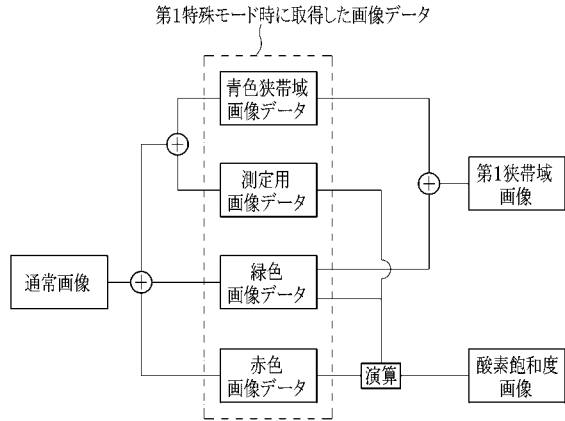 第1特殊モード時に取得した画像データ
青色狭帯域
画像データ
測定用
画像データ
第1狭帯域
画像
通常画像
緑色
画像データ
赤色
画像データ
演算
酸素飽和度
画像